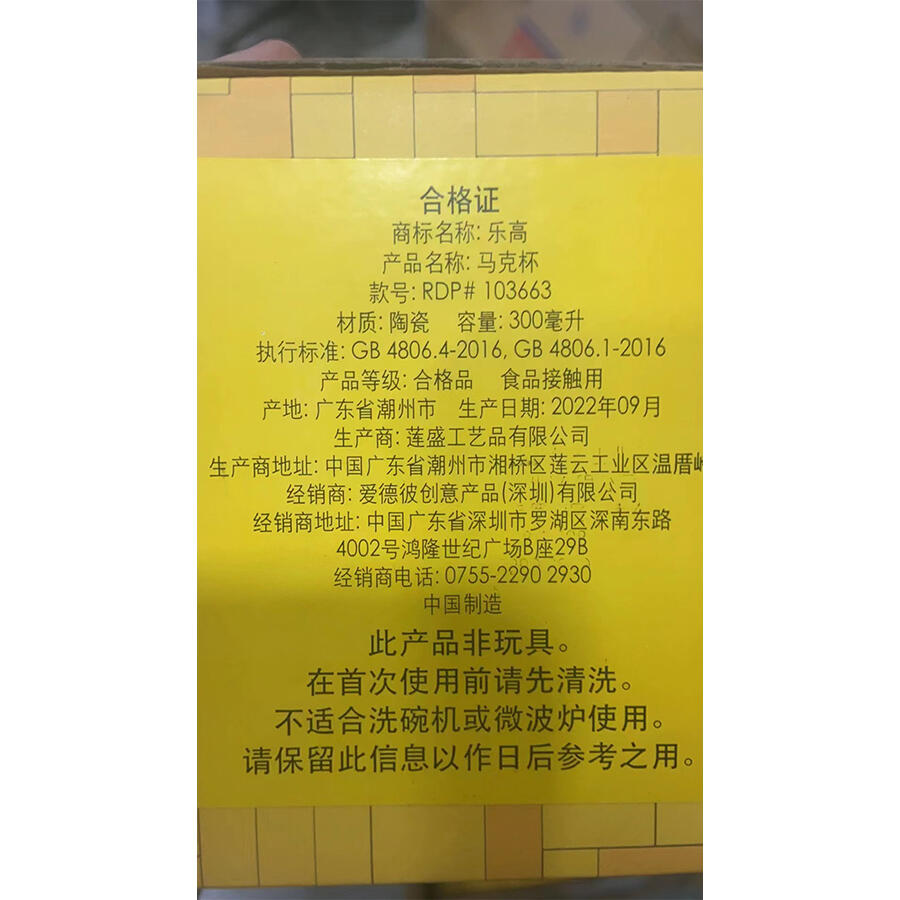 合格证
商标名称: 乐高
产品名称: 马克杯
款号: RDP# 103663
材质: 陶瓷 容量: 300毫升
执行标准: GB 4806.4-2016, GB 4806.1-2016
产品等级: 合格品 食品接触用
产地: 广东省潮州市 生产日期: 2022年09月
生产商: 莲盛工艺品有限公司
生产商地址: 中国广东省潮州市湘桥区莲云工业区温厝
经销商: 爱德彼创意产品(深圳)有限公司
经销商地址: 中国广东省深圳市罗湖区深南东路
4002号鸿隆世纪广场B座29B
经销商电话: 0755-2290 2930
中国制造
此产品非玩具。
在首次使用前请先清洗。
不适合洗碗机或微波炉使用。
请保留此信息以作日后参考之用。